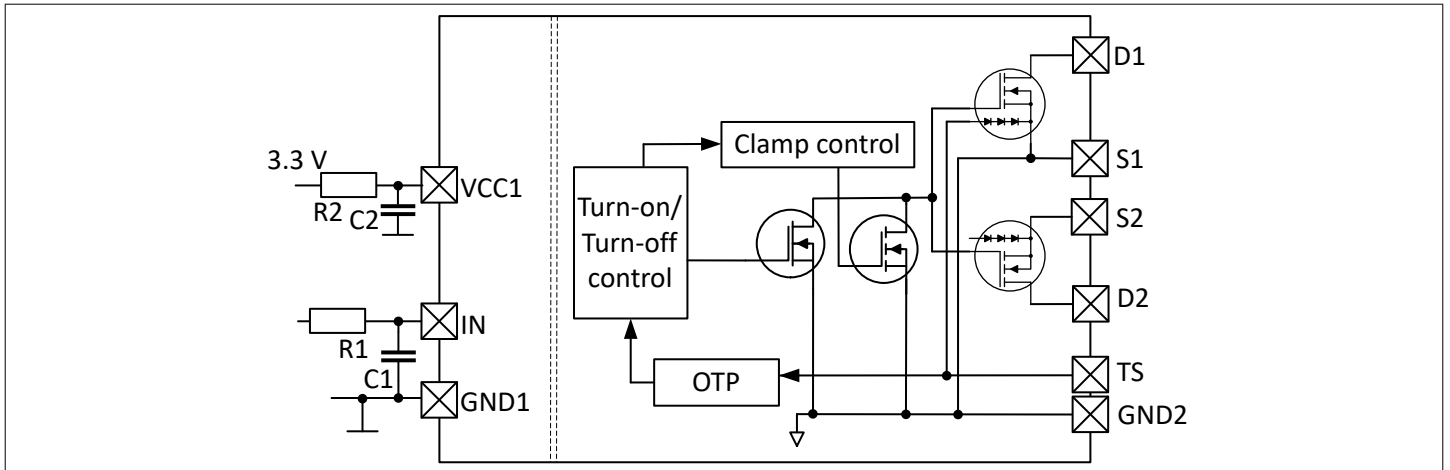 D1
Clamp control
3.3 V
VCC1
S1
R2
C2
Turn-on/
Turn-off
control
S2
IN
D2
R1
C1
OTP
TS
GND1
GND2